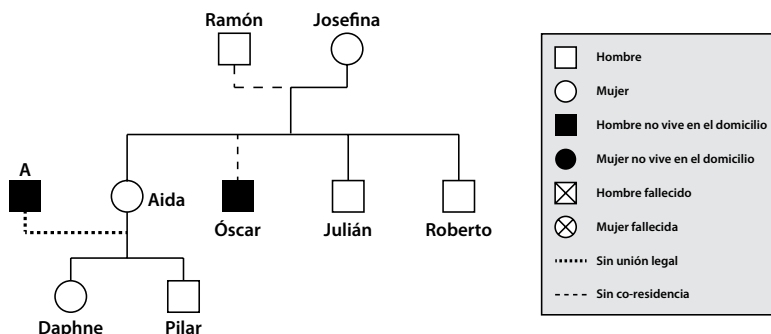 Ramón
Josefina
A
Aida
Óscar
Julián
Roberto
Daphne
Pilar
Hombre
Mujer
Hombre no vive en el domicilio
Mujer no vive en el domicilio
Hombre fallecido
Mujer fallecida
Sin unión legal
Sin co-residencia